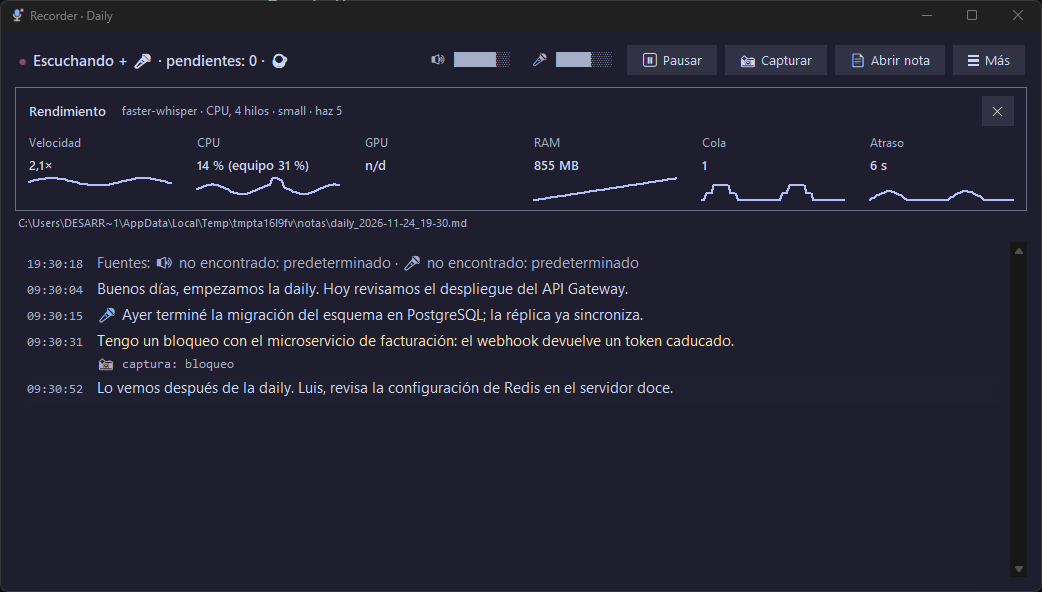 Recorder · Daily
Escuchando + · pendientes: 0 ·
Pausar
Capturar
Abrir nota
Más
Rendimiento faster-whisper · CPU, 4 hilos · small · haz 5
Velocidad CPU GPU RAM Cola Atraso
2,1× 14 % (equipo 31 %) n/d 855 MB 1 6 s
C:\Users\DESARR~1\AppData\Local\Temp\tmpta16l9fv\notas\daily_2026-11-24_19-30.md
19:30:18 Fuentes: no encontrado: predeterminado · no encontrado: predeterminado
09:30:04 Buenos días, empezamos la daily. Hoy revisamos el despliegue del API Gateway.
09:30:15 Ayer terminé la migración del esquema en PostgreSQL; la réplica ya sincroniza.
09:30:31 Tengo un bloqueo con el microservicio de facturación: el webhook devuelve un token caducado.
captura: bloqueo
09:30:52 Lo vemos después de la daily. Luis, revisa la configuración de Redis en el servidor doce.